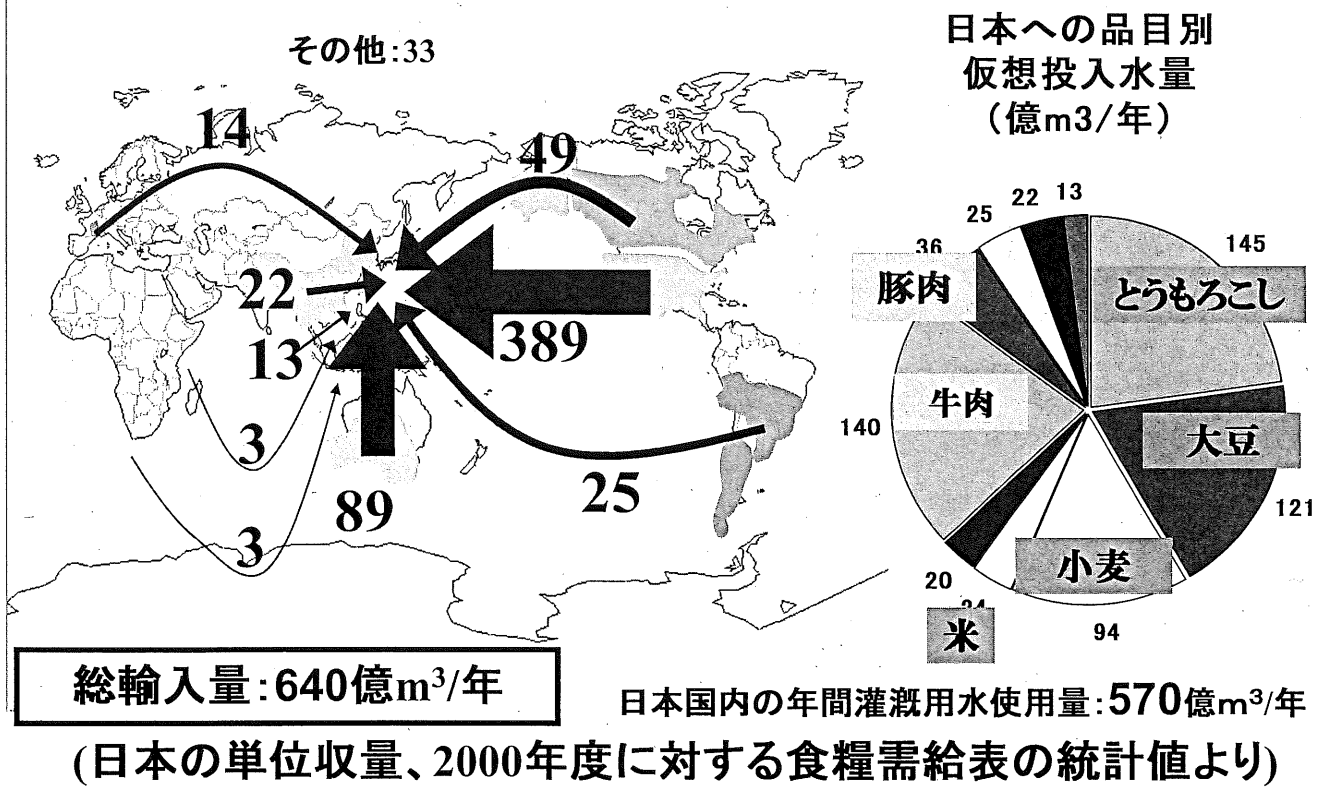 その他:33
14
49
22
13
389
3
89
25
3
総輸入量:640億m³/年
日本への品目別
仮想投入水量
(億m3/年)
13
22
25
145
豚肉
とうもろこし
牛肉
140
大豆
121
小麦
20
米
94
日本国内の年間灌漑用水使用量:570億m³/年
(日本の単位収量、2000年度に対する食糧需給表の統計値より)